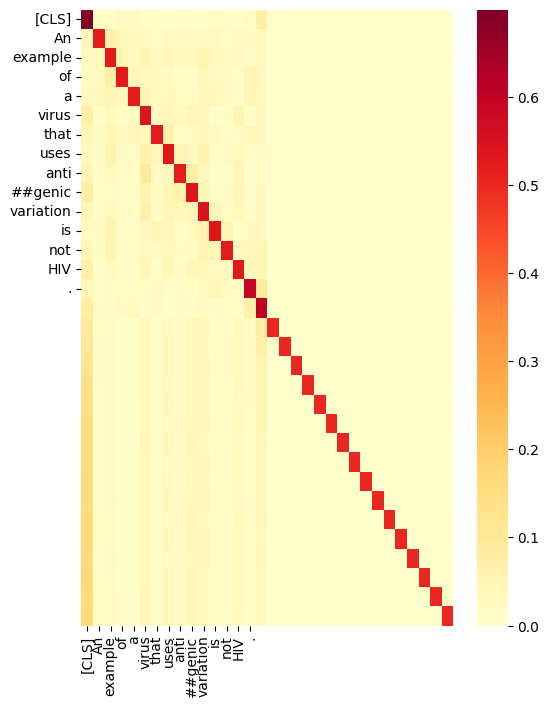 [CLS]
An
example
of
a
virus
that
uses
anti
##genic
variation
is
not
HIV
.
[CLS]
An
example
of
a
virus
that
uses
anti
##genic
variation
is
not
HIV
.
0.6
0.5
0.4
0.3
0.2
0.1
0.0